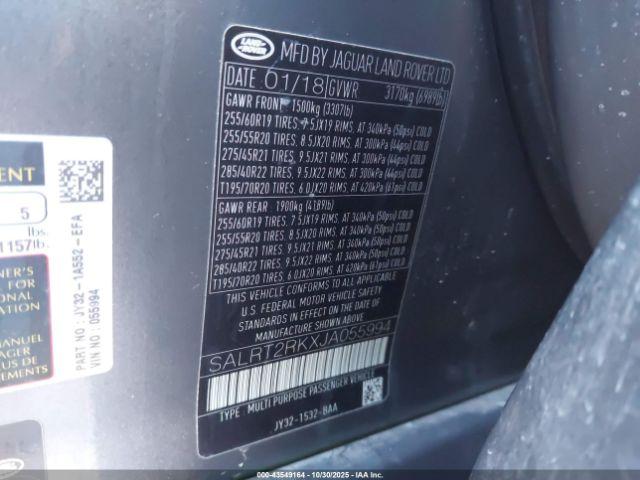 LAND-
ROVER
MFD BY JAGUAR LAND ROVER LTD
DATE 01/18 GVWR 3170kg (6989lb)
GAWR FRONT 1500kg (3307lb)
255/60R19 TIRES, 7.5JX19 RIMS, AT 340kPa (50psi) COLD
255/55R20 TIRES, 8.5JX20 RIMS, AT 300kPa (44psi) COLD
275/45R21 TIRES, 9.5JX21 RIMS, AT 300kPa (44psi) COLD
285/40R22 TIRES, 9.5JX22 RIMS, AT 300kPa (44psi) COLD
T195/70R20 TIRES, 6.0JX20 RIMS, AT 420kPa (61psi) COLD
GAWR REAR 1900kg (4189lb)
255/60R19 TIRES, 7.5JX19 RIMS, AT 340kPa (50psi) COLD
255/55R20 TIRES, 8.5JX20 RIMS, AT 340kPa (50psi) COLD
275/45R21 TIRES, 9.5JX21 RIMS, AT 340kPa (50psi) COLD
285/40R22 TIRES, 9.5JX22 RIMS, AT 340kPa (50psi) COLD
T195/70R20 TIRES, 6.0JX20 RIMS, AT 420kPa (61psi) COLD
THIS VEHICLE CONFORMS TO ALL APPLICABLE
U.S. FEDERAL MOTOR VEHICLE SAFETY
STANDARDS IN EFFECT ON THE DATE OF
MANUFACTURE SHOWN ABOVE
SALRT2RKXJA055994
TYPE: MULTI PURPOSE PASSENGER VEHICLE
JY32-1532-BAA
ENT
5
lbs.
1157lb.
NER'S
FOR
ONAL
ATION
MANUEL
AGER
US DE
MENTS
PART NO: JY32-1A552-EFA
VIN NO: 055994
000-43549164 - 10/30/2025 - IAAI.COM